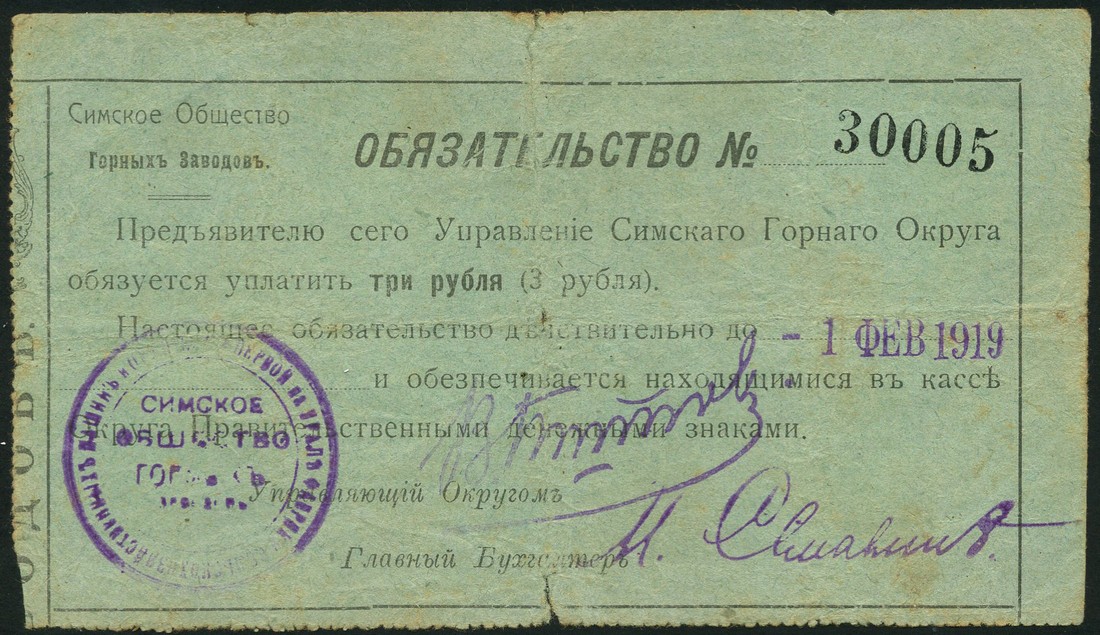 Симское Общество
Горныхъ Заводовъ.
ОБЯЗАТЕЛЬСТВО № 30005
Предъявителю сего Управленіе Симскаго Горнаго Округа
обязуется уплатить три рубля (3 рубля).
Настоящее обязательство дѣйствительно до - 1 ФЕВ 1919
и обезпечивается находящимися въ кассѣ
Округа Правительственными денежными знаками.
Управляющій Округомъ
Главный Бухгалтеръ
СИМСКОЕ
ОБЩЕСТВО